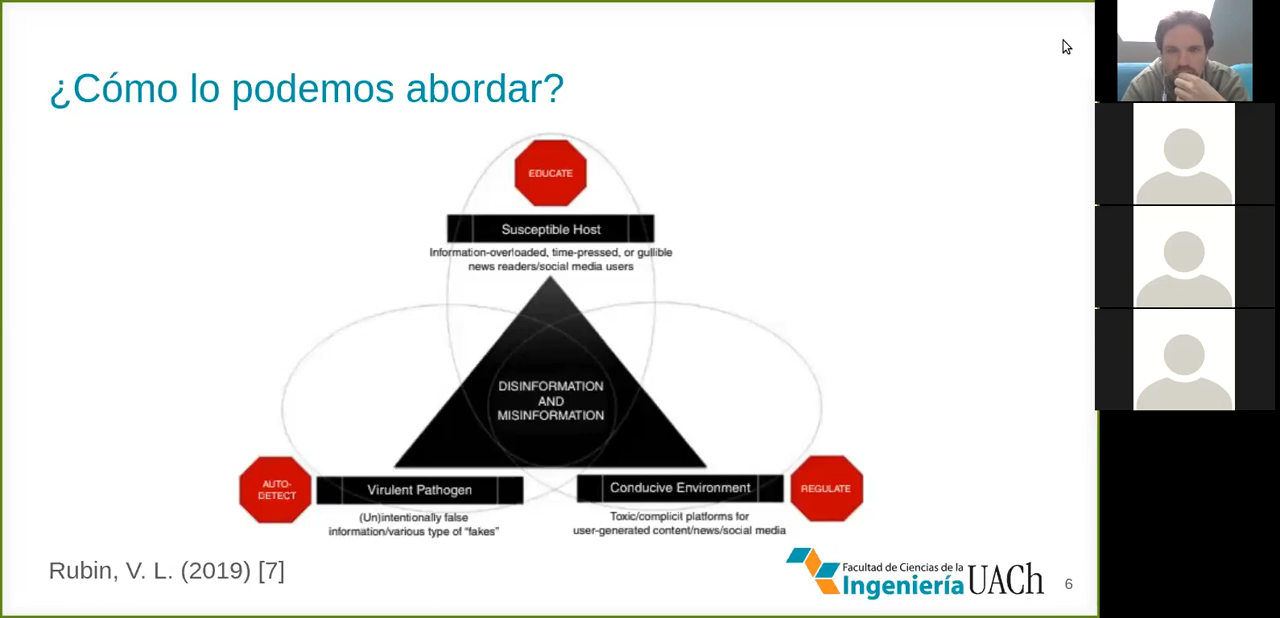 ¿Cómo lo podemos abordar?
EDUCATE
Susceptible Host
Information-overloaded, time-pressed, or gullible
news readers/social media users
DISINFORMATION
AND
MISINFORMATION
AUTO-
DETECT
Virulent Pathogen
(Un)intentionally false
information/various type of “fakes”
Conducive Environment
Toxic/complicit platforms for
user-generated content/news/social media
REGULATE
Rubin, V. L. (2019) [7]
Facultad de Ciencias de la
Ingeniería UACh
6